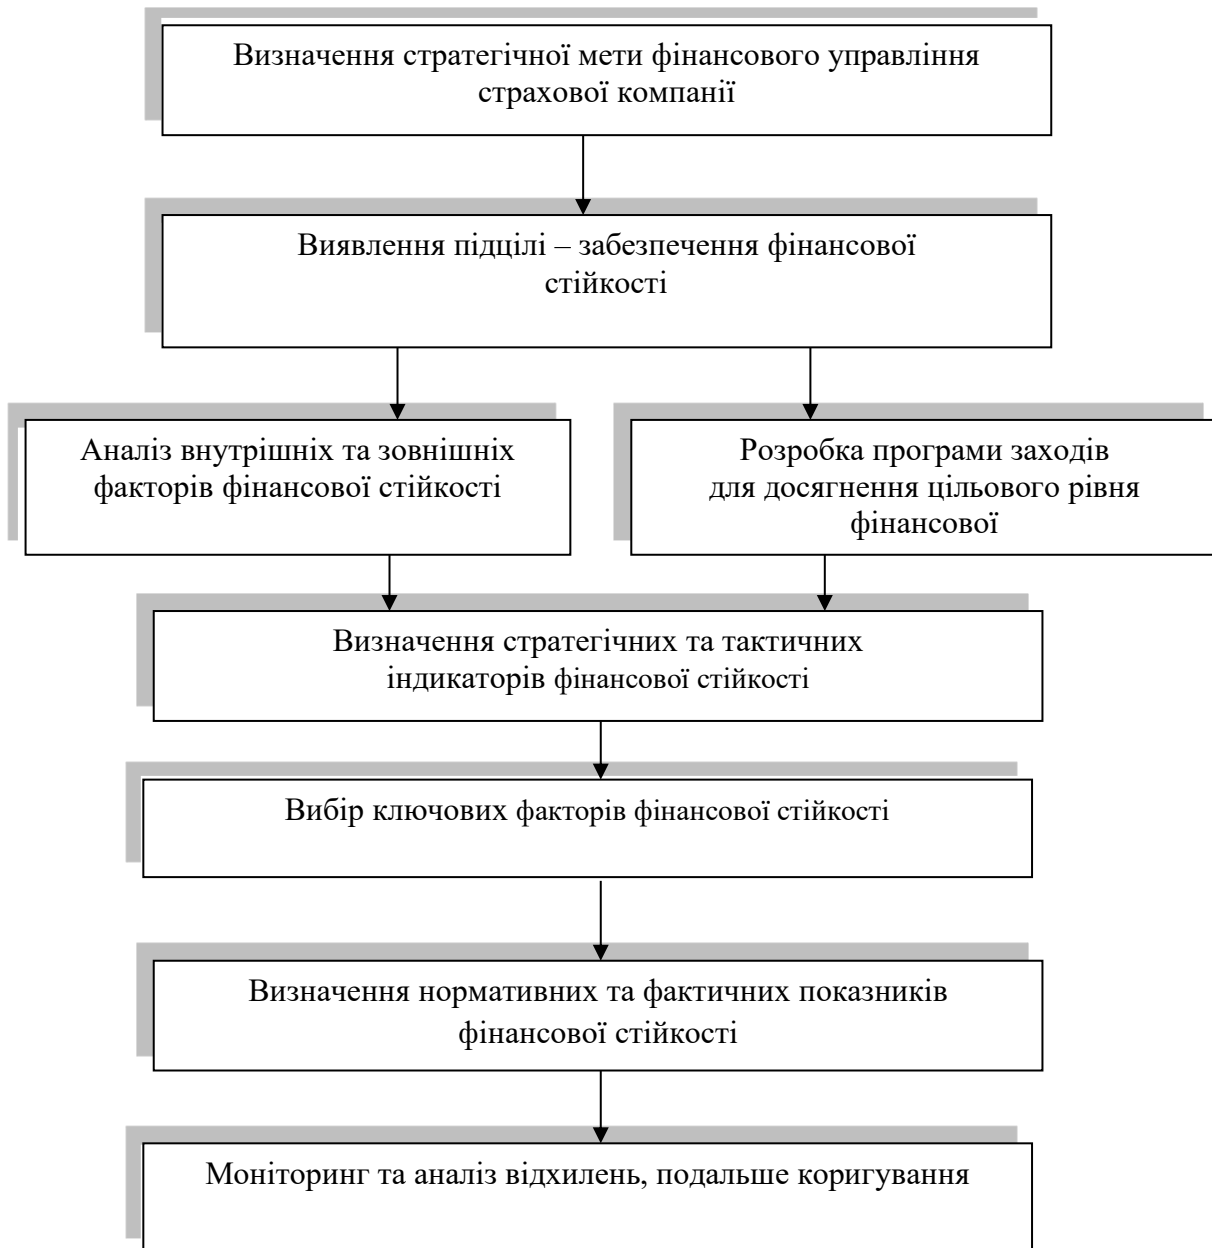 Визначення стратегічної мети фінансового управління
страхової компанії
Виявлення підцілі – забезпечення фінансової
стійкості
Аналіз внутрішніх та зовнішніх
факторів фінансової стійкості
Розробка програми заходів
для досягнення цільового рівня
фінансової
Визначення стратегічних та тактичних
індикаторів фінансової стійкості
Вибір ключових факторів фінансової стійкості
Визначення нормативних та фактичних показників
фінансової стійкості
Моніторинг та аналіз відхилень, подальше коригування